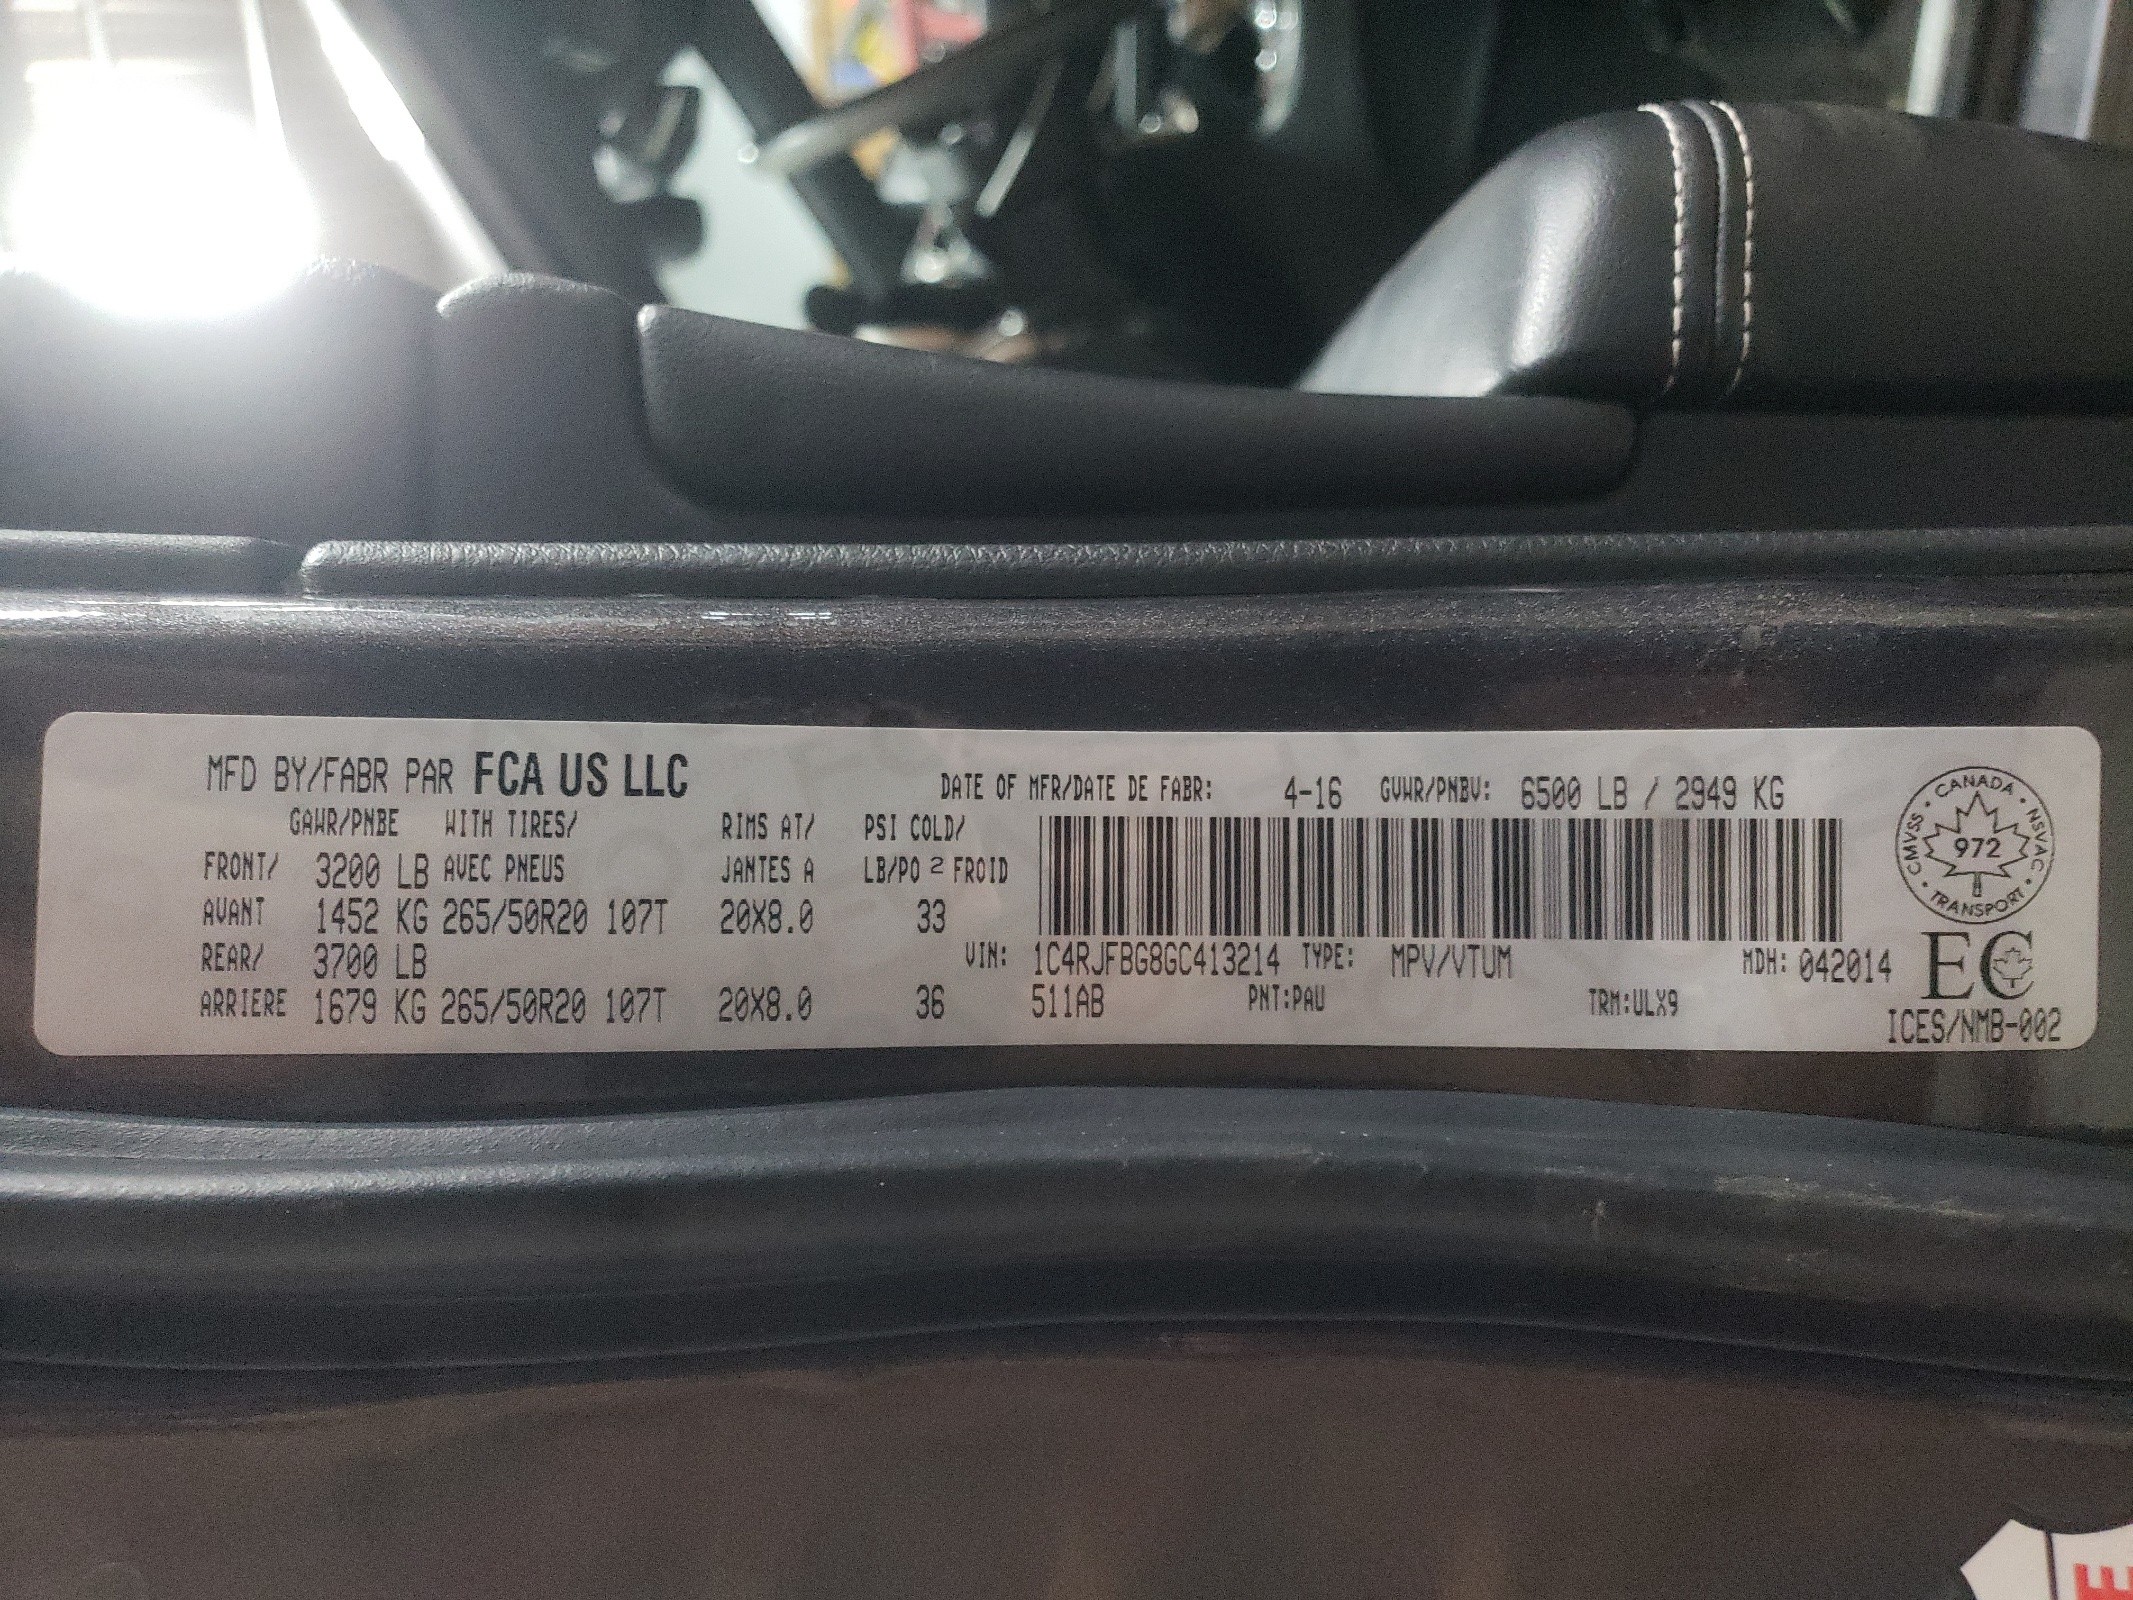 MFD BY/FABR PAR FCA US LLC
DATE OF MFR/DATE DE FABR: 4-16 GVWR/PNBV: 6500 LB / 2949 KG
GAWR/PNBE WITH TIRES/ RIMS AT/ PSI COLD/
FRONT/ 3200 LB AVEC PNEUS JANTES A LB/PO 2 FROID
AVANT 1452 KG 265/50R20 107T 20X8.0 33
REAR/ 3700 LB
ARRIERE 1679 KG 265/50R20 107T 20X8.0 36
VIN: 1C4RJFBG8GC413214 TYPE: MPV/VTUM MDH: 042014
511AB PNT:PAU TRM:ULX9
CANADA · NSVAC · TRANSPORT · CMVSS ·
972
EC
ICES/NMB-002
E